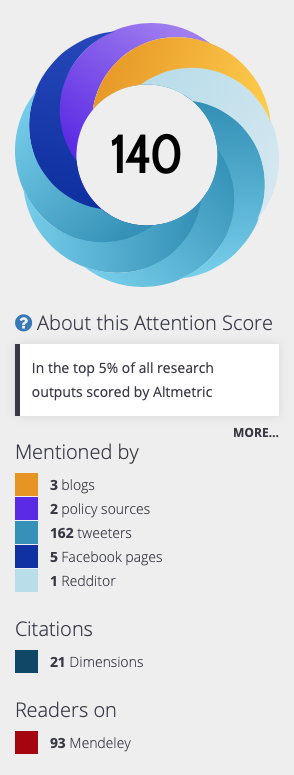 140
? About this Attention Score
In the top 5% of all research
outputs scored by Altmetric
MORE...
Mentioned by
3 blogs
2 policy sources
162 tweeters
5 Facebook pages
1 Redditor
Citations
21 Dimensions
Readers on
93 Mendeley